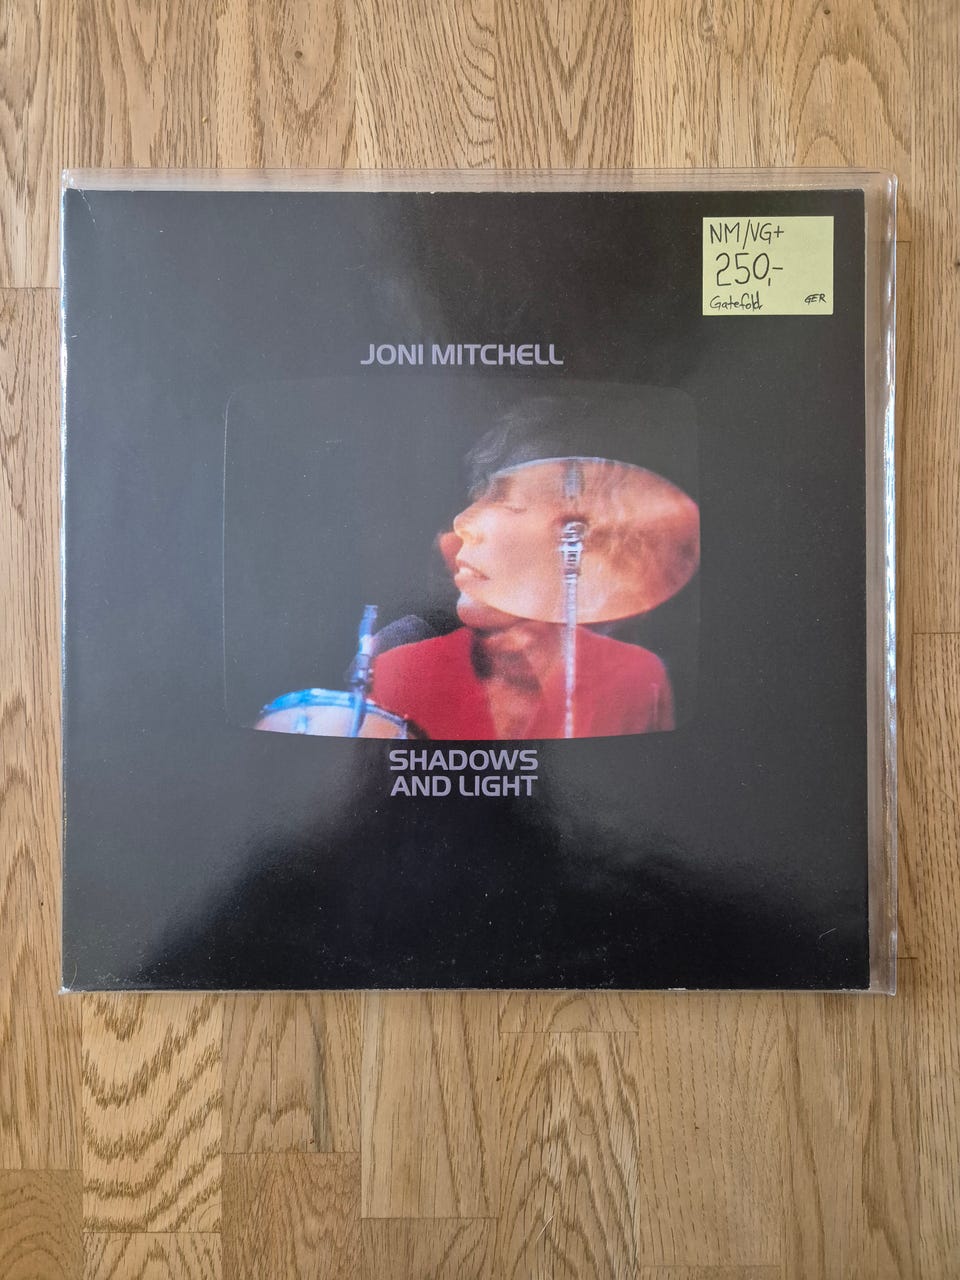 NM/VG+
250,-
Gatefold GER
JONI MITCHELL
SHADOWS
AND LIGHT